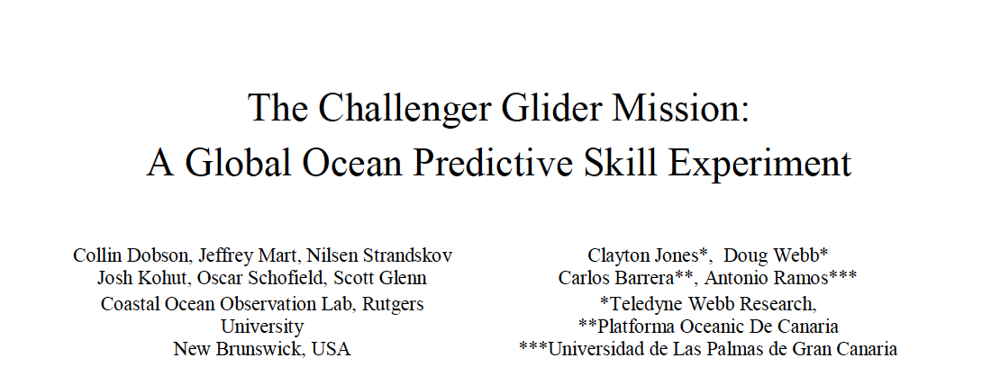 The Challenger Glider Mission:
A Global Ocean Predictive Skill Experiment
Collin Dobson, Jeffrey Mart, Nilsen Strandskov
Josh Kohut, Oscar Schofield, Scott Glenn
Coastal Ocean Observation Lab, Rutgers
University
New Brunswick, USA
Clayton Jones*, Doug Webb*
Carlos Barrera**, Antonio Ramos***
*Teledyne Webb Research,
**Platforma Oceanic De Canaria
***Universidad de Las Palmas de Gran Canaria